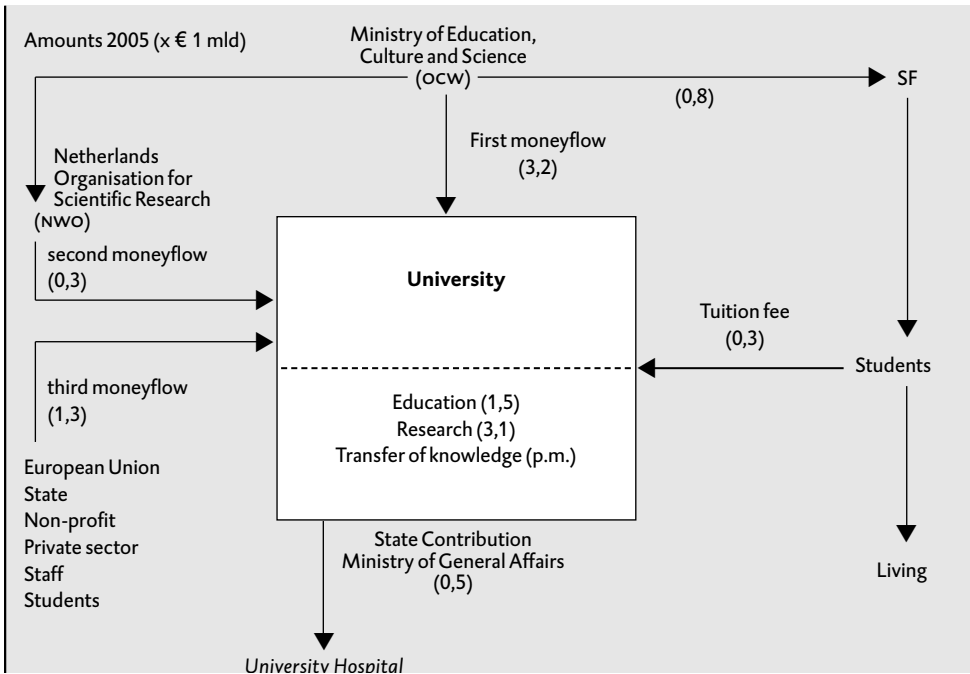 Amounts 2005 (x € 1 mld)
Ministry of Education,
Culture and Science
(OCW)
(0,8)
SF
First moneyflow
(3,2)
Netherlands
Organisation for
Scientific Research
(NWO)
second moneyflow
(0,3)
University
Tuition fee
(0,3)
Students
third moneyflow
(1,3)
Education (1,5)
Research (3,1)
Transfer of knowledge (p.m.)
European Union
State
Non-profit
Private sector
Staff
Students
State Contribution
Ministry of General Affairs
(0,5)
Living
University Hospital